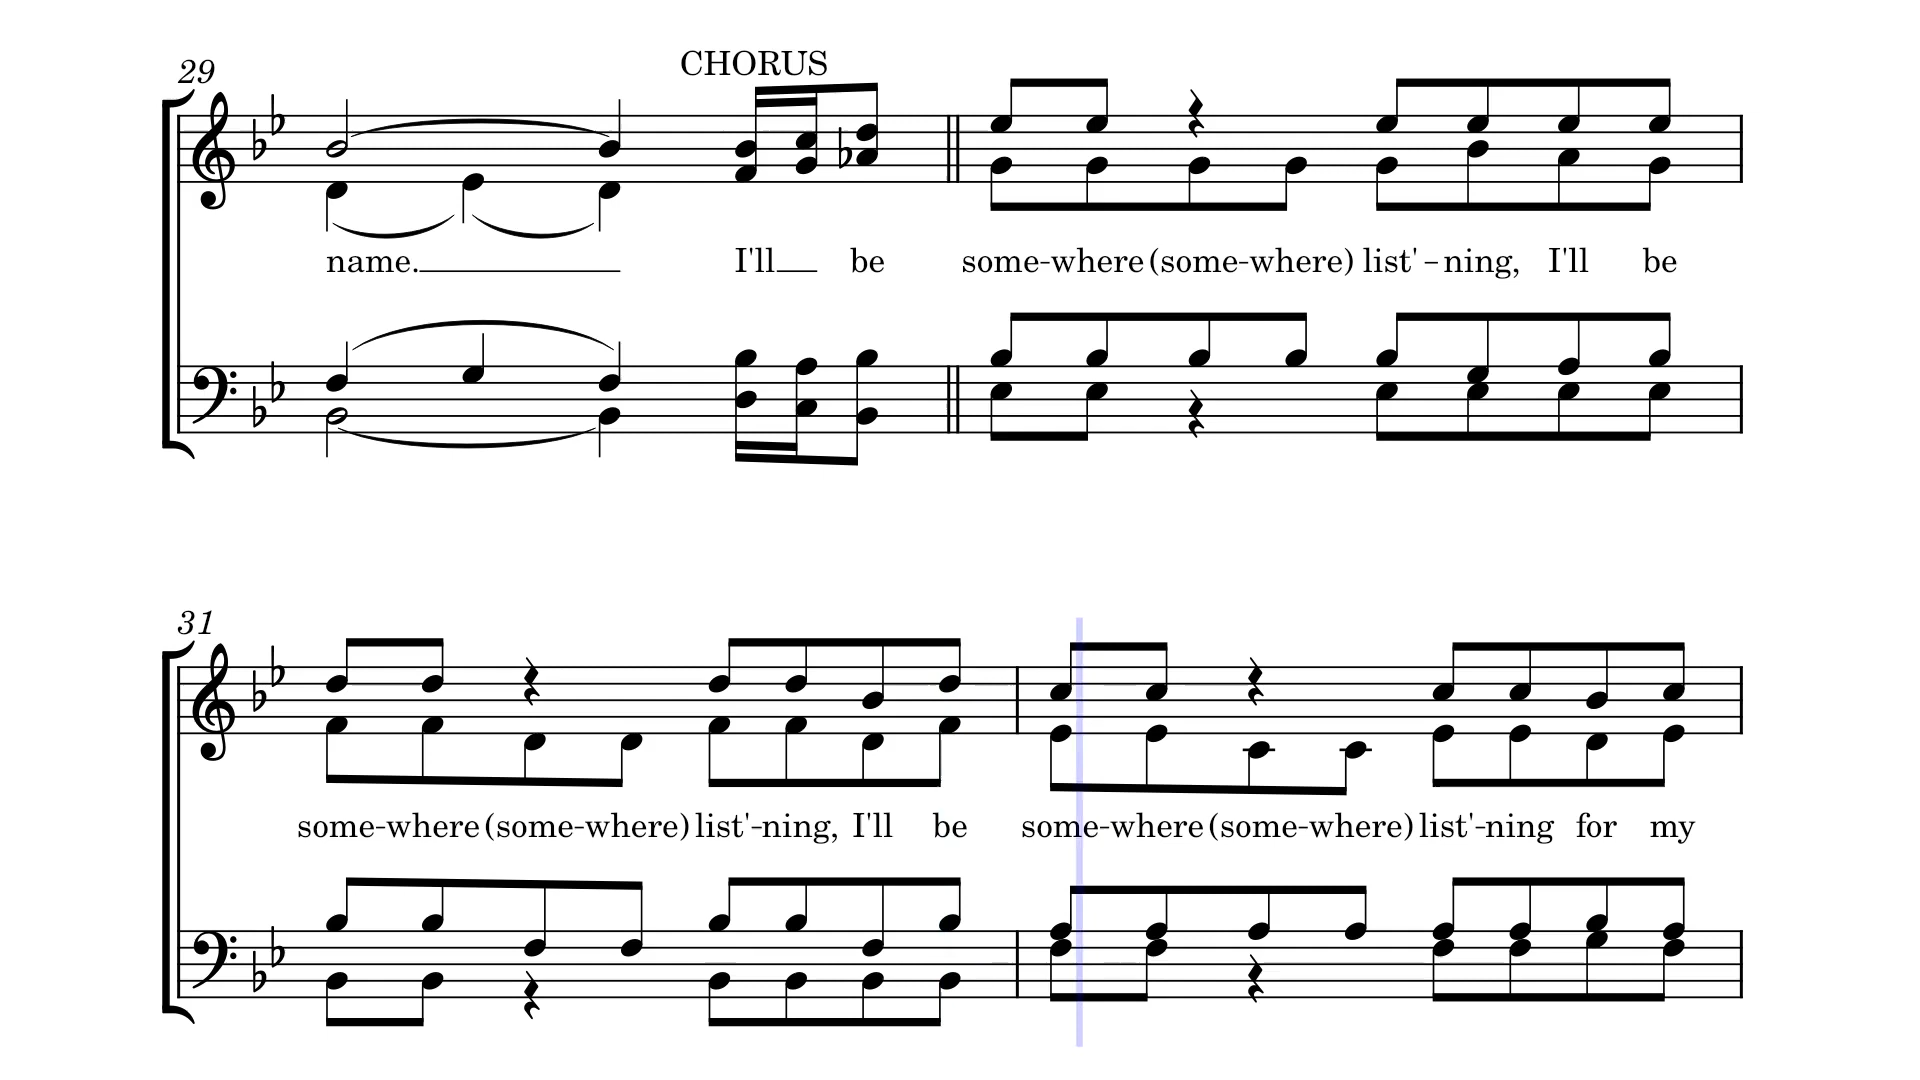 29
CHORUS
name. I'll be some-where (some-where) list'-ning, I'll be
31
some-where (some-where) list'-ning, I'll be some-where (some-where) list'-ning for my